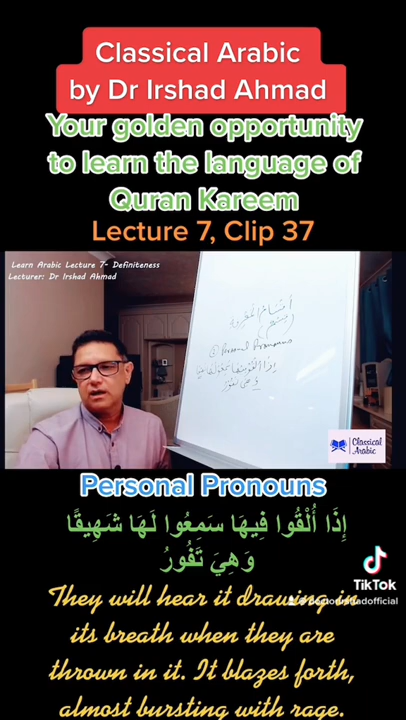 Classical Arabic
by Dr Irshad Ahmad
Your golden opportunity
to learn the language of
Quran Kareem
Lecture 7, Clip 37
Learn Arabic Lecture 7- Definiteness
Lecturer: Dr Irshad Ahmad
① Personal Pronouns
Classical
Arabic
Personal Pronouns
إِذَا أُلْقُوا فِيهَا سَمِعُوا لَهَا شَهِيقًا
وَهِيَ تَفُورُ
TikTok
They will hear it drawing in
its breath when they are
thrown in it. It blazes forth,
almost bursting with rage.